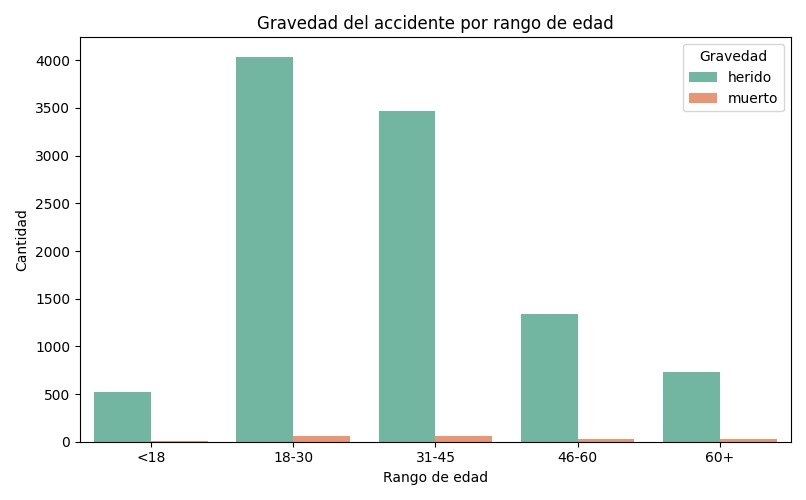 Gravedad del accidente por rango de edad
Gravedad
herido
muerto
4000
3500
3000
2500
2000
1500
1000
500
0
Cantidad
<18
18-30
31-45
46-60
60+
Rango de edad